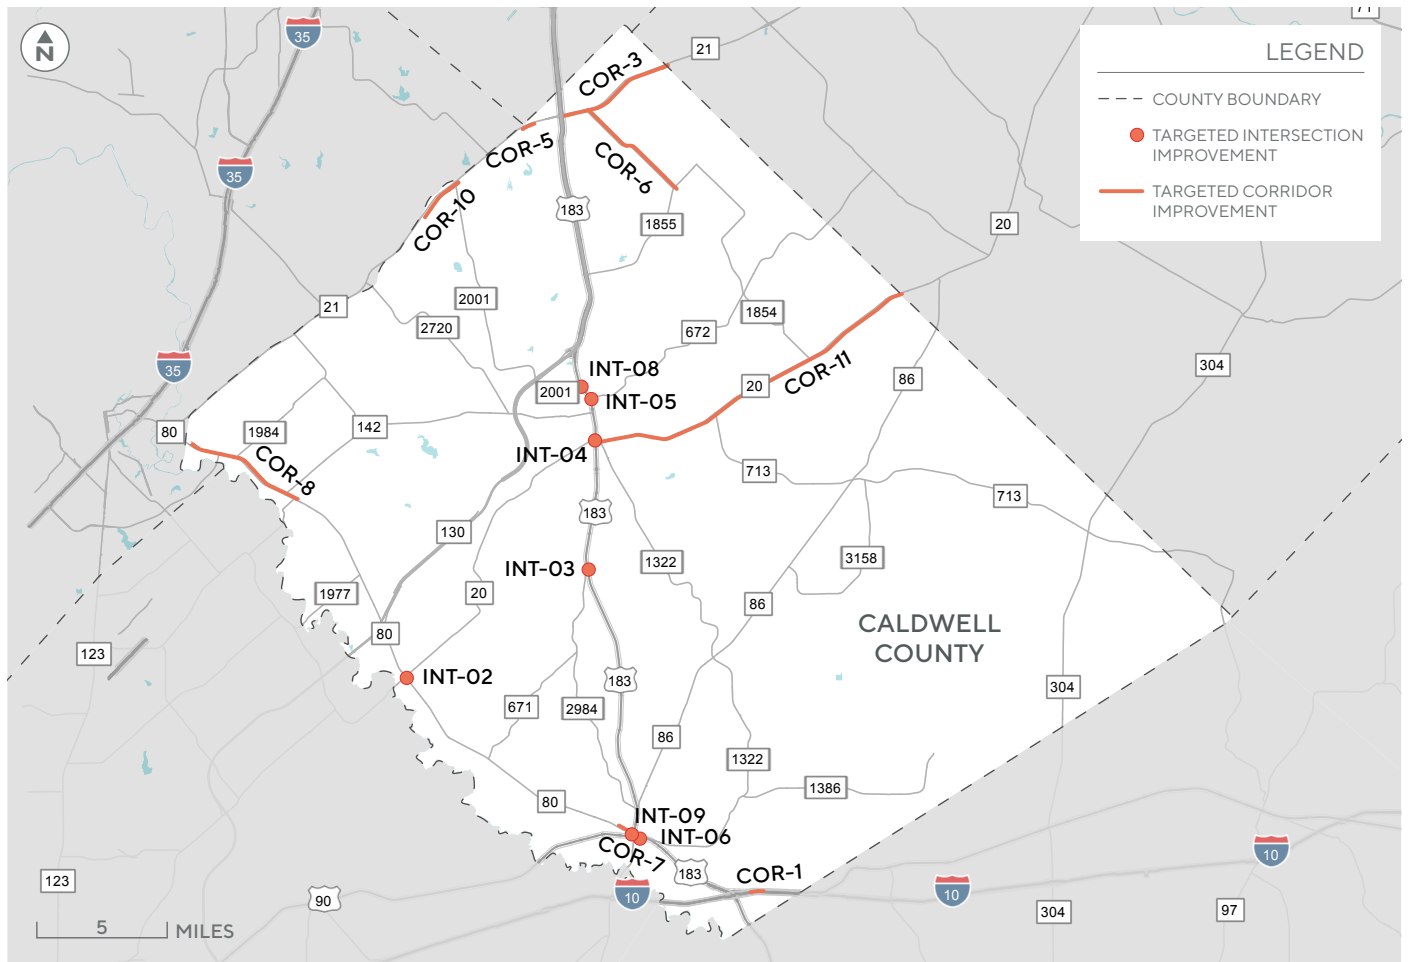 N
35
71
LEGEND
COUNTY BOUNDARY
TARGETED INTERSECTION
IMPROVEMENT
TARGETED CORRIDOR
IMPROVEMENT
21
COR-3
COR-5
COR-6
35
COR-10
183
1855
20
21
2001
2720
672
1854
304
35
INT-08
2001
INT-05
20
COR-11
86
80
1984
142
INT-04
COR-8
713
713
183
130
INT-03
1322
3158
1977
20
86
80
CALDWELL
COUNTY
123
INT-02
183
304
671
2984
86
1322
1386
80
INT-09
INT-06
COR-7
183
COR-1
10
10
10
123
90
304
97
5
MILES